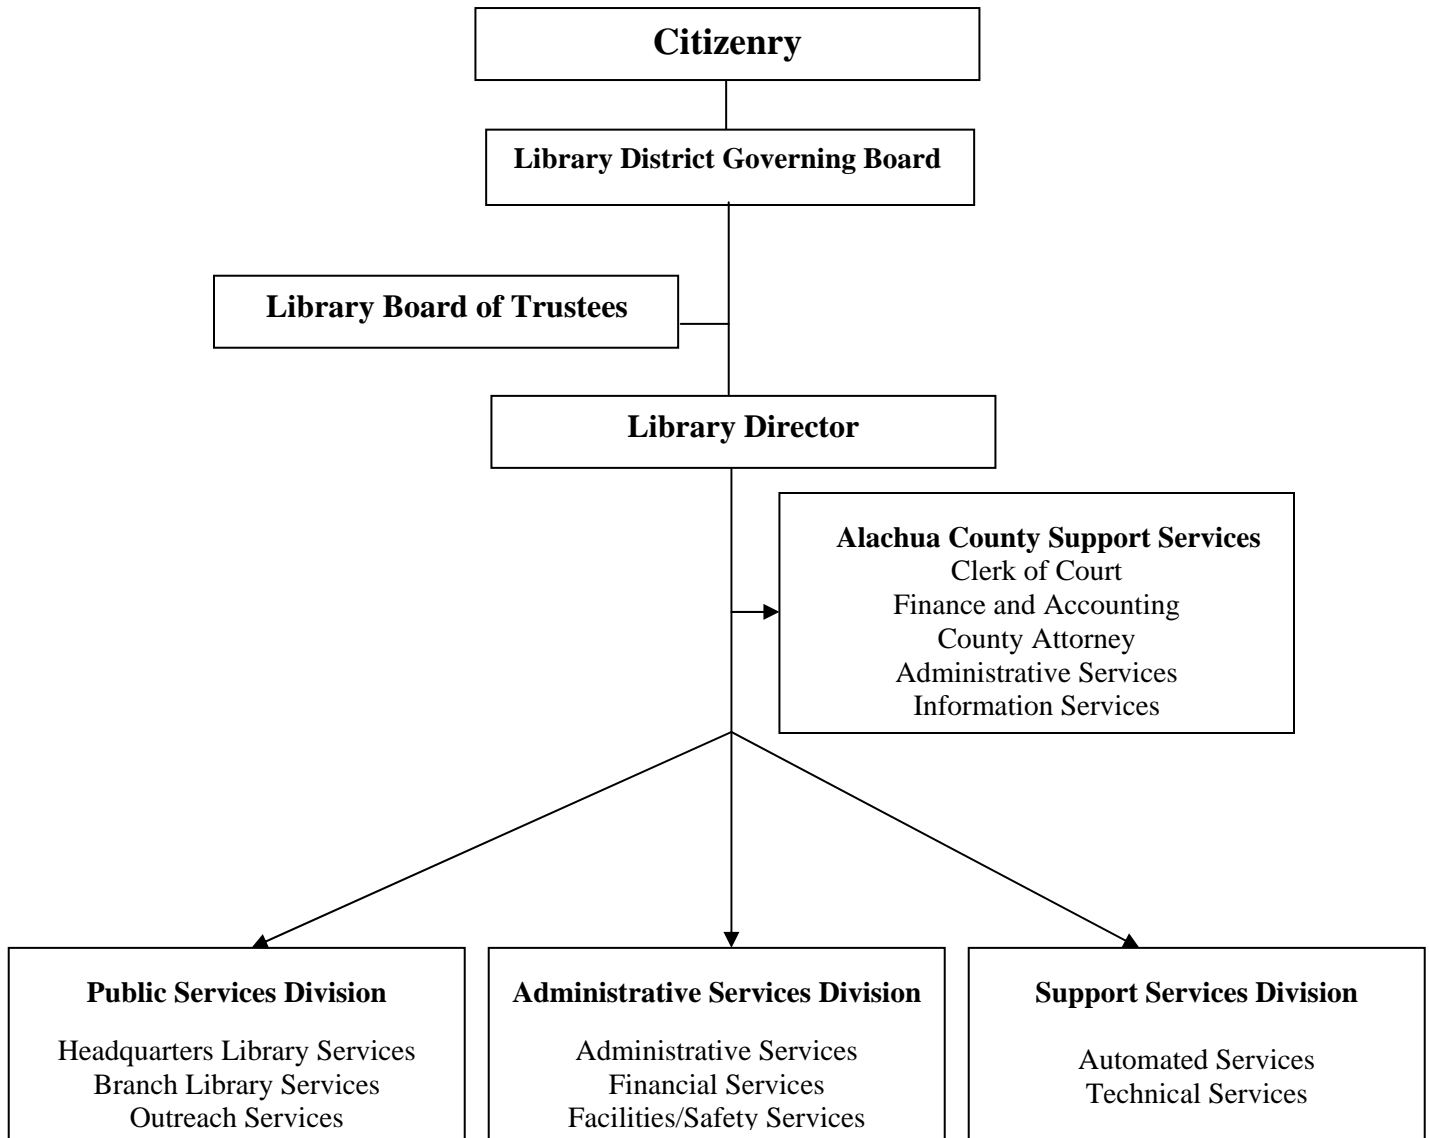 Citizenry
Library District Governing Board
Library Board of Trustees
Library Director
Alachua County Support Services
Clerk of Court
Finance and Accounting
County Attorney
Administrative Services
Information Services
Public Services Division
Headquarters Library Services
Branch Library Services
Outreach Services
Administrative Services Division
Administrative Services
Financial Services
Facilities/Safety Services
Support Services Division
Automated Services
Technical Services